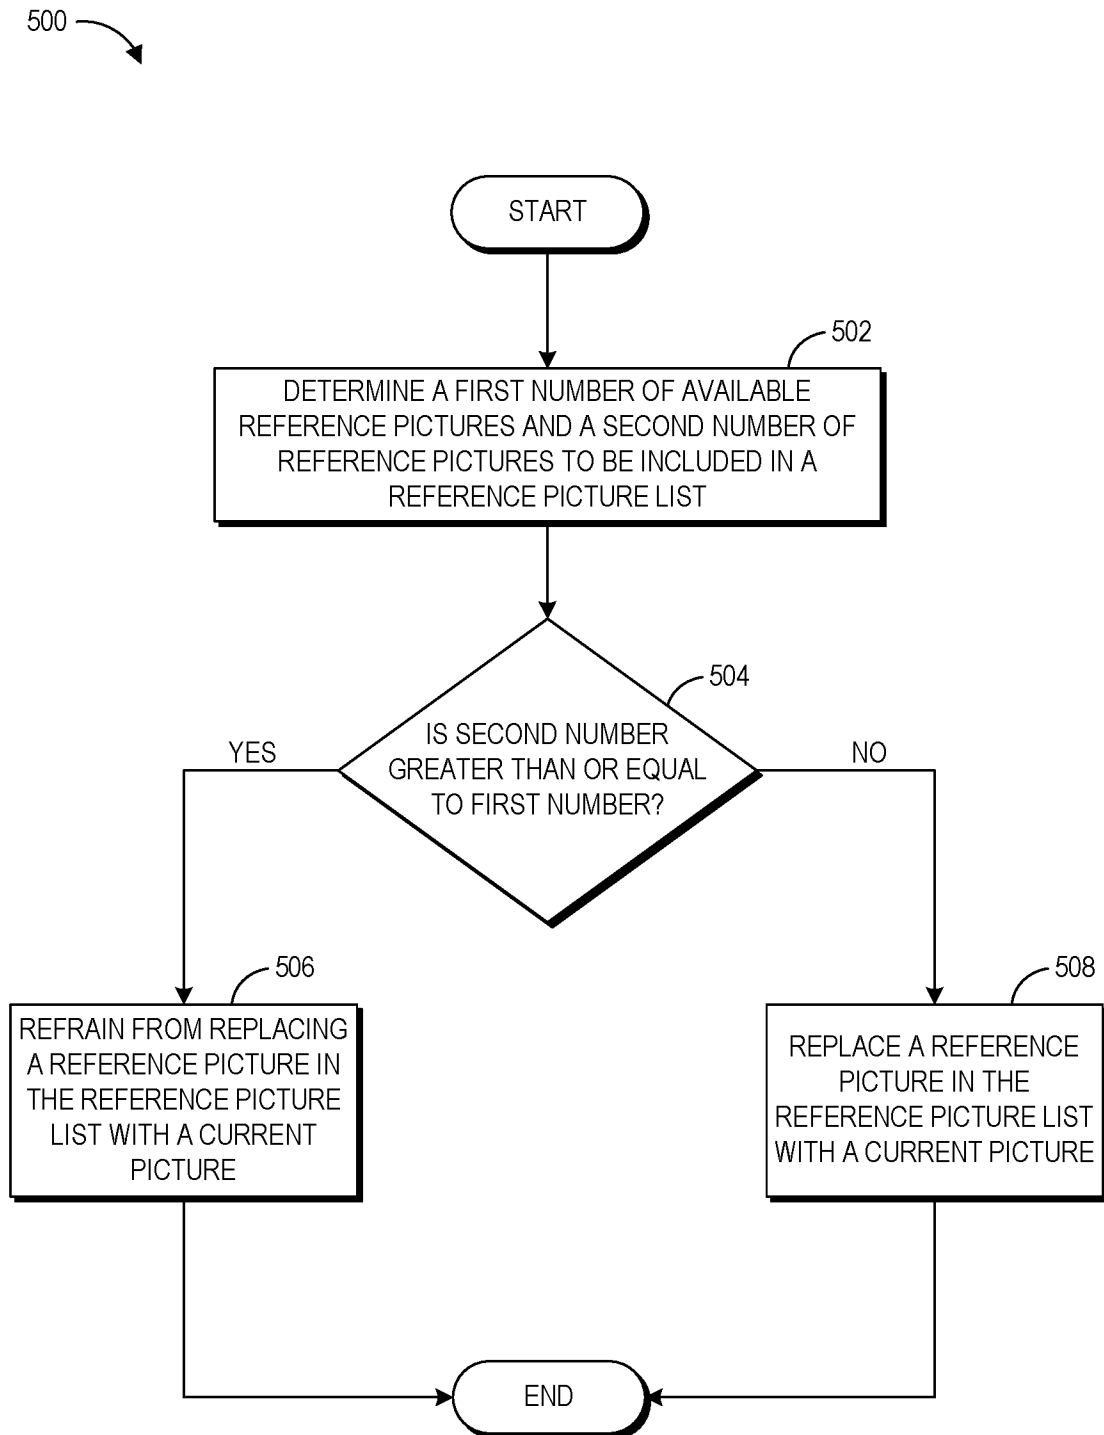 500
START
502
DETERMINE A FIRST NUMBER OF AVAILABLE
REFERENCE PICTURES AND A SECOND NUMBER OF
REFERENCE PICTURES TO BE INCLUDED IN A
REFERENCE PICTURE LIST
504
IS SECOND NUMBER
GREATER THAN OR EQUAL
TO FIRST NUMBER?
YES
NO
506
REFRAIN FROM REPLACING
A REFERENCE PICTURE IN
THE REFERENCE PICTURE
LIST WITH A CURRENT
PICTURE
508
REPLACE A REFERENCE
PICTURE IN THE
REFERENCE PICTURE LIST
WITH A CURRENT PICTURE
END